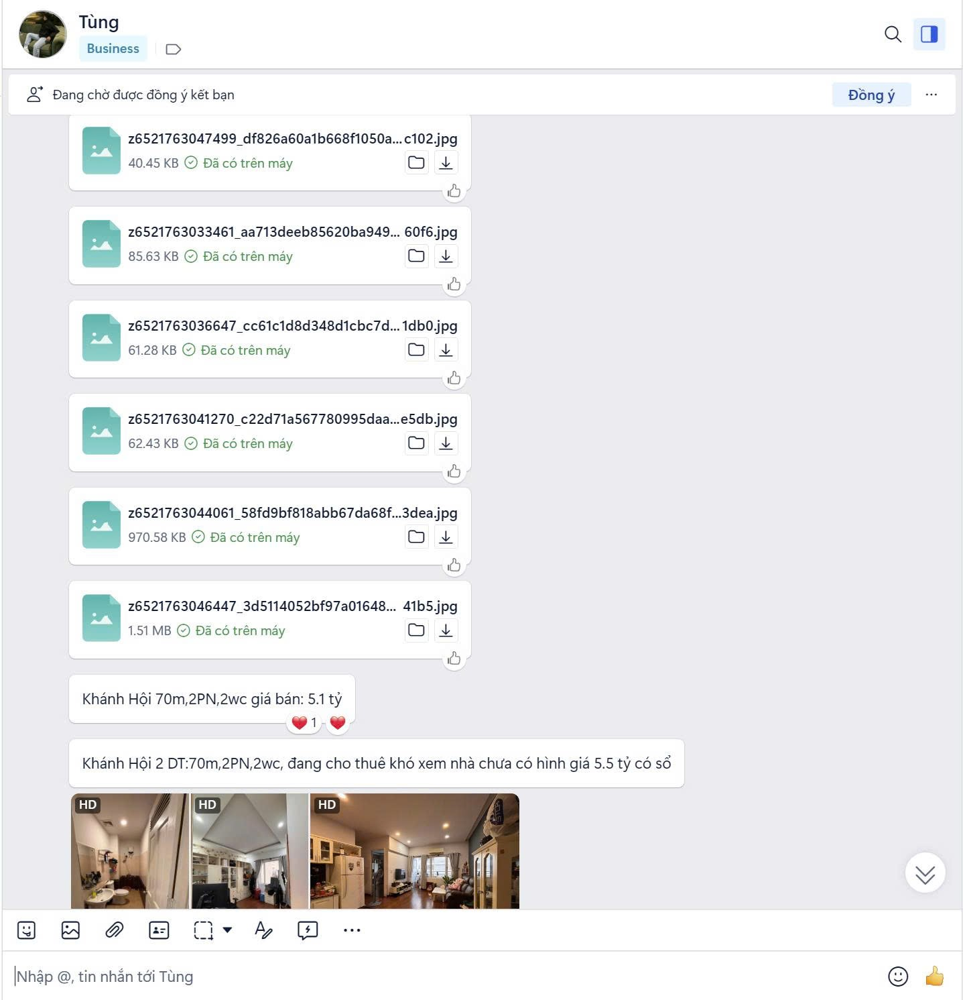 Tùng
Business
Đang chờ được đồng ý kết bạn
Đồng ý
z6521763047499_df826a60a1b668f1050a...c102.jpg
40.45 KB Đã có trên máy
z6521763033461_aa713deeb85620ba949... 60f6.jpg
85.63 KB Đã có trên máy
z6521763036647_cc61c1d8d348d1cbc7d... 1db0.jpg
61.28 KB Đã có trên máy
z6521763041270_c22d71a567780995daa...e5db.jpg
62.43 KB Đã có trên máy
z6521763044061_58fd9bf818abb67da68f...3dea.jpg
970.58 KB Đã có trên máy
z6521763046447_3d5114052bf97a01648... 41b5.jpg
1.51 MB Đã có trên máy
Khánh Hội 70m,2PN,2wc giá bán: 5.1 tỷ
1
Khánh Hội 2 DT:70m,2PN,2wc, đang cho thuê khó xem nhà chưa có hình giá 5.5 tỷ có sổ
HD HD HD
Nhập @, tin nhắn tới Tùng